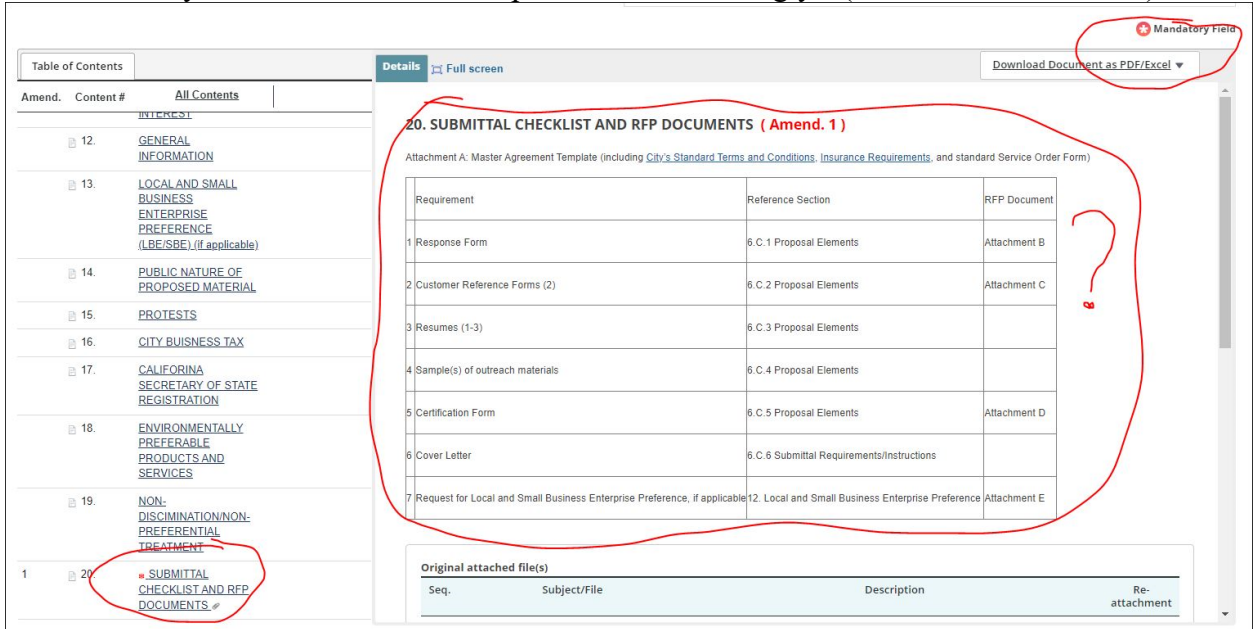 Mandatory Field
Table of Contents
Details Full screen
Download Document as PDF/Excel ▼
Amend. Content # All Contents
INTEREST
12. GENERAL
INFORMATION
13. LOCAL AND SMALL
BUSINESS
ENTERPRISE
PREFERENCE
(LBE/SBE) (if applicable)
14. PUBLIC NATURE OF
PROPOSED MATERIAL
15. PROTESTS
16. CITY BUISNESS TAX
17. CALIFORINA
SECRETARY OF STATE
REGISTRATION
18. ENVIRONMENTALLY
PREFERABLE
PRODUCTS AND
SERVICES
19. NON-
DISCIMINATION/NON-
PREFERENTIAL
TREATMENT
1 20. SUBMITTAL
CHECKLIST AND RFP
DOCUMENTS
20. SUBMITTAL CHECKLIST AND RFP DOCUMENTS ( Amend. 1 )
Attachment A: Master Agreement Template (including City's Standard Terms and Conditions, Insurance Requirements, and standard Service Order Form)
Requirement Reference Section RFP Document
1 Response Form 6.C.1 Proposal Elements Attachment B
2 Customer Reference Forms (2) 6.C.2 Proposal Elements Attachment C
3 Resumes (1-3) 6.C.3 Proposal Elements
4 Sample(s) of outreach materials 6.C.4 Proposal Elements
5 Certification Form 6.C.5 Proposal Elements Attachment D
6 Cover Letter 6.C.6 Submittal Requirements/Instructions
7 Request for Local and Small Business Enterprise Preference, if applicable 12. Local and Small Business Enterprise Preference Attachment E
?
Original attached file(s)
Seq. Subject/File Description Re-
attachment